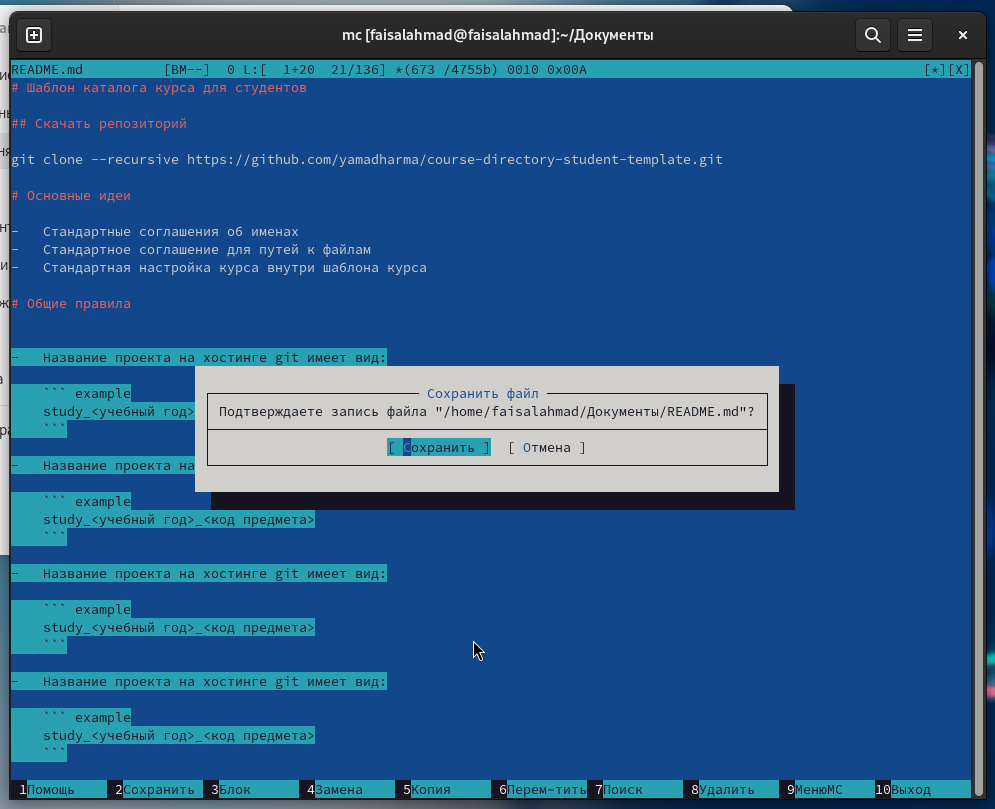 mc [faisalahmad@faisalahmad]:~/Документы
README.md [BM--] 0 L:[ 1+20 21/136] *(673 /4755b) 0010 0x00A [*][X]
# Шаблон каталога курса для студентов
## Скачать репозиторий
git clone --recursive https://github.com/yamadharma/course-directory-student-template.git
# Основные идеи
- Стандартные соглашения об именах
- Стандартное соглашение для путей к файлам
- Стандартная настройка курса внутри шаблона курса
# Общие правила
- Название проекта на хостинге git имеет вид:
``` example
study_<учебный год>
```
Сохранить файл
Подтверждаете запись файла "/home/faisalahmad/Документы/README.md"?
[ Сохранить ] [ Отмена ]
- Название проекта на
``` example
study_<учебный год>_<код предмета>
```
- Название проекта на хостинге git имеет вид:
``` example
study_<учебный год>_<код предмета>
```
- Название проекта на хостинге git имеет вид:
``` example
study_<учебный год>_<код предмета>
```
1Помощь 2Сохранить 3Блок 4Замена 5Копия 6Перем~тить 7Поиск 8Удалить 9МенюMC 10Выход